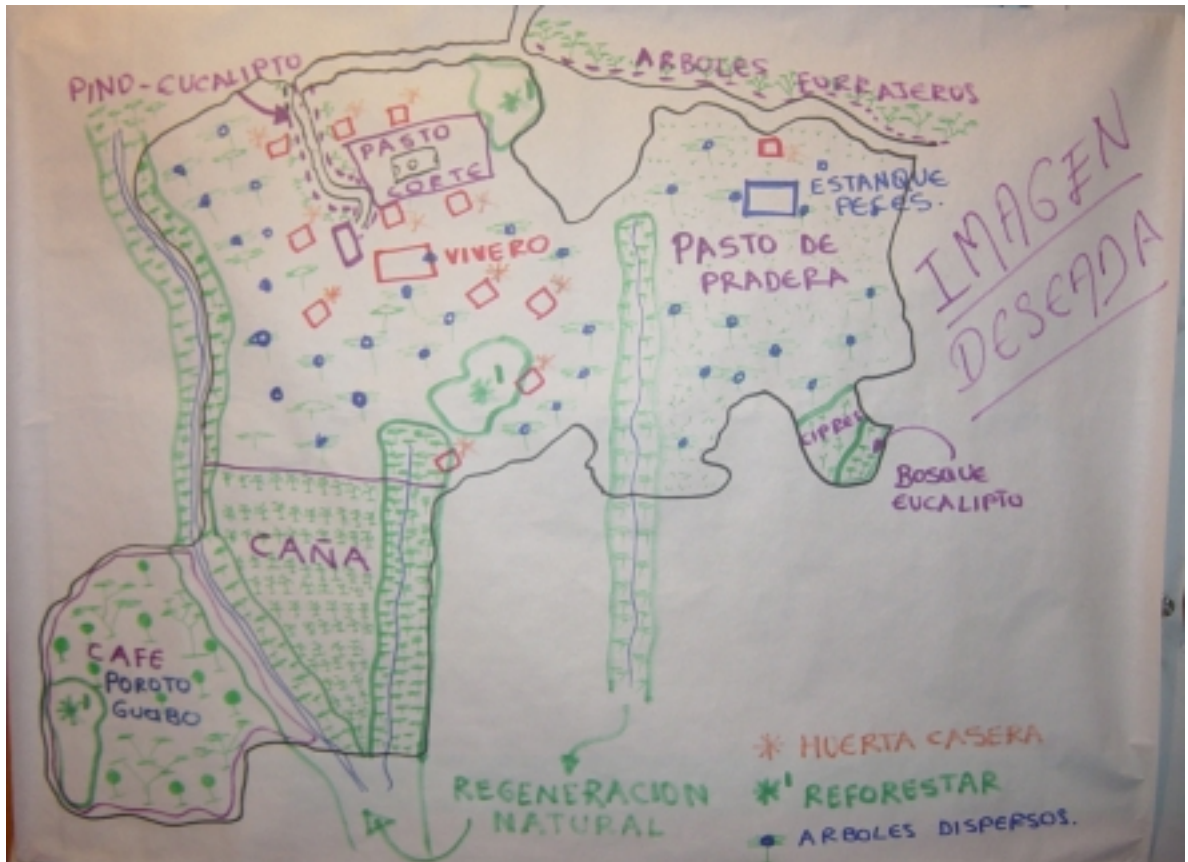 PINO-EUCALIPTO
ARBOLES FORRAJEROS
PASTO
CORTE
ESTANQUE
PECES.
VIVERO
PASTO DE
PRADERA
IMAGEN
DESEADA
CIPRES
BOSQUE
EUCALIPTO
CAÑA
CAFE
POROTO
GUABO
REGENERACION
NATURAL
HUERTA CASERA
REFORESTAR
ARBOLES DISPERSOS.